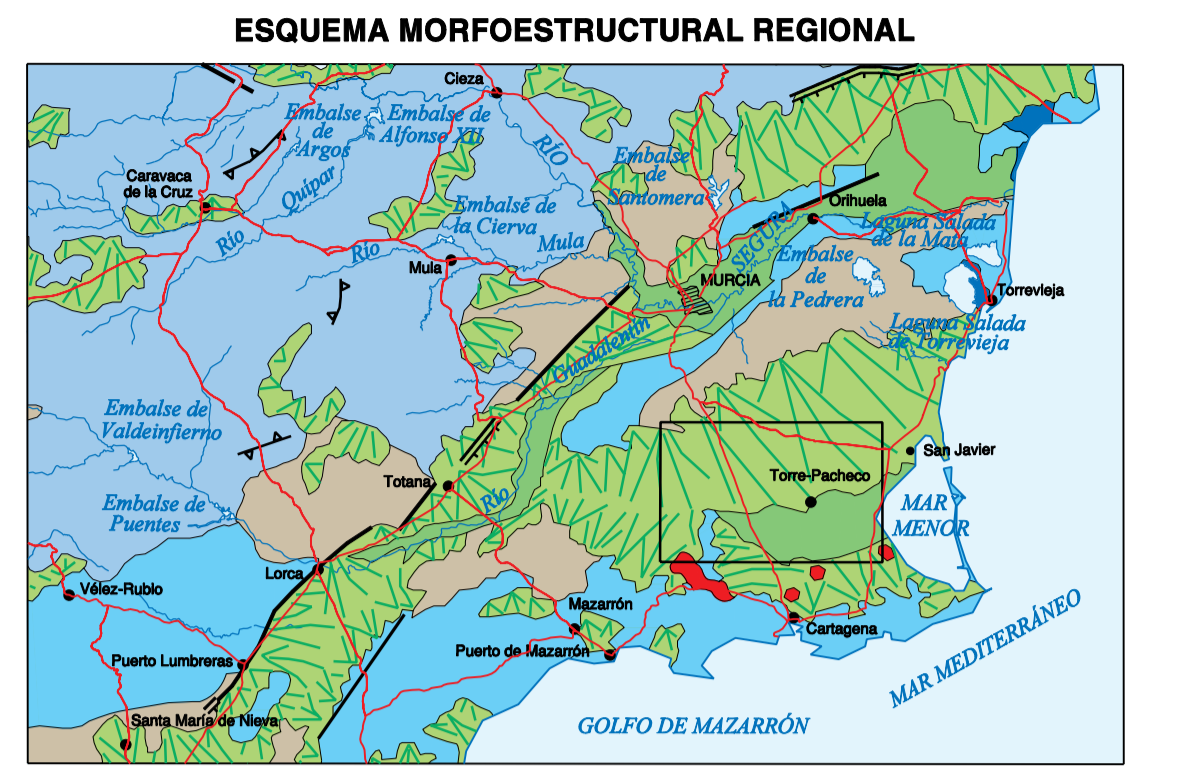 ESQUEMA MORFOESTRUCTURAL REGIONAL
Cieza
Embalse
de
Argos
Embalse de
Alfonso XII
RÍO
Embalse
de
Santomera
Caravaca
de la Cruz
Quípar
Orihuela
Embalse de
la Cierva
Laguna Salada
de la Mata
SEGURA
Río
Río
Mula
Mula
Embalse
de
la Pedrera
MURCIA
Torrevieja
Laguna Salada
de Torrevieja
Guadalentín
Embalse de
Valdeinfierno
San Javier
Totana
Torre-Pacheco
Río
Embalse de
Puentes
MAR
MENOR
Lorca
Vélez-Rubio
Mazarrón
Cartagena
Puerto de Mazarrón
Puerto Lumbreras
MAR MEDITERRÁNEO
Santa María de Nieva
GOLFO DE MAZARRÓN